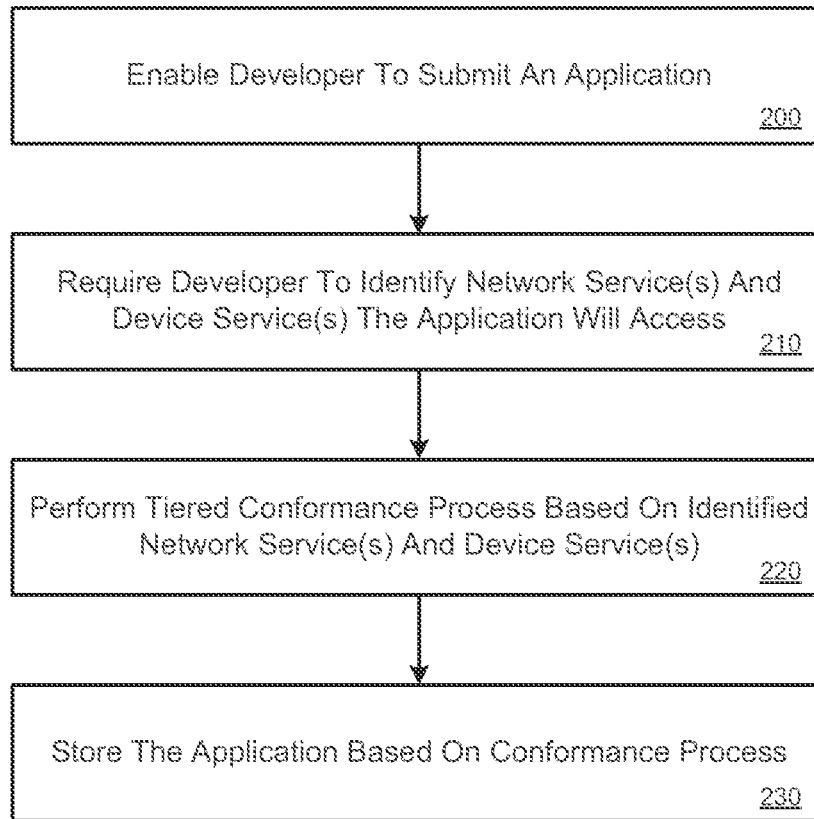 Enable Developer To Submit An Application
200
Require Developer To Identify Network Service(s) And
Device Service(s) The Application Will Access
210
Perform Tiered Conformance Process Based On Identified
Network Service(s) And Device Service(s)
220
Store The Application Based On Conformance Process
230